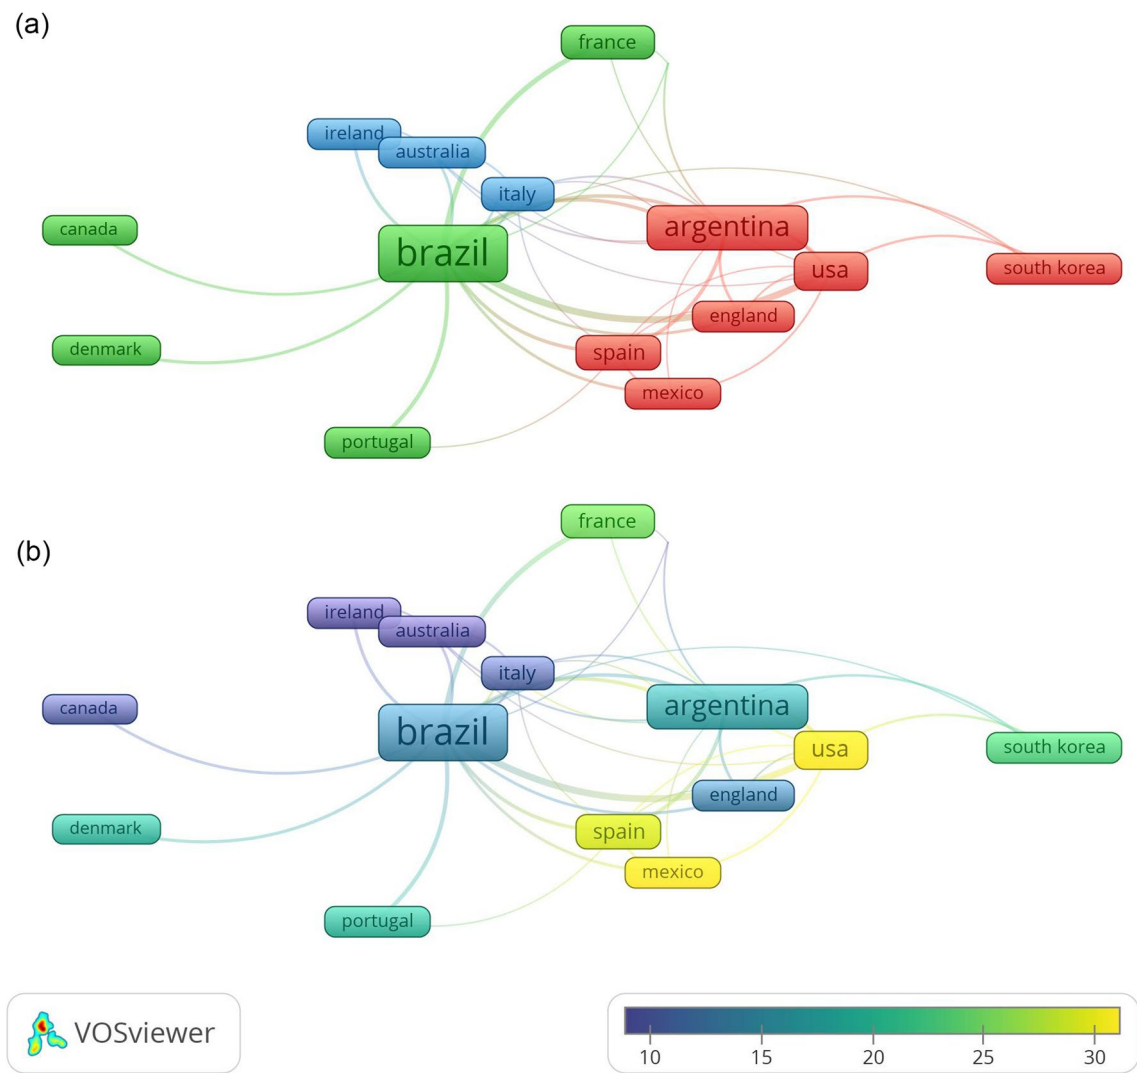 (a)
france
ireland
australia
italy
canada
argentina
brazil
usa
south korea
england
denmark
spain
mexico
portugal
(b)
france
ireland
australia
italy
canada
argentina
brazil
usa
south korea
england
denmark
spain
mexico
portugal
VOSviewer
10 15 20 25 30